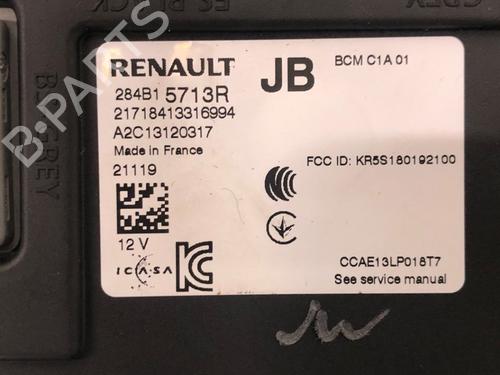 RENAULT JB BCM C1A 01
284B1 5713R
21718413316994
A2C13120317
Made in France
21119
FCC ID: KR5S180192100
12 V
ICASA
CCAE13LP018T7
See service manual
B-PARTS
GREY